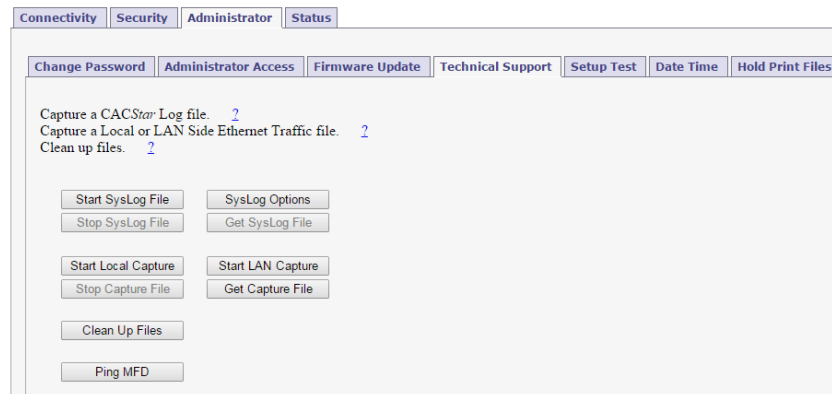 Connectivity Security Administrator Status
Change Password Administrator Access Firmware Update Technical Support Setup Test Date Time Hold Print Files
Capture a CACStar Log file. ?
Capture a Local or LAN Side Ethernet Traffic file. ?
Clean up files. ?
Start SysLog File SysLog Options
Stop SysLog File Get SysLog File
Start Local Capture Start LAN Capture
Stop Capture File Get Capture File
Clean Up Files
Ping MFD